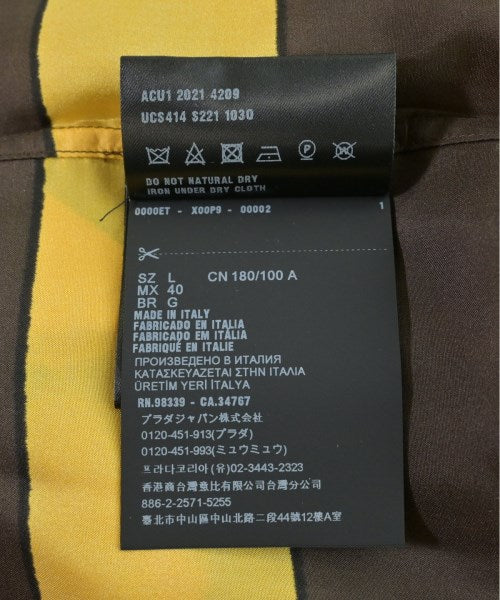 ACU1 2021 4209
UCS414 S221 1030
P
DO NOT NATURAL DRY
IRON UNDER DRY CLOTH
0000ET - X00P9 - 00002 1
SZ L CN 180/100 A
MX 40
BR G
MADE IN ITALY
FABRICADO EN ITALIA
FABRICADO EM ITÁLIA
FABRIQUÉ EN ITALIE
ПРОИЗВЕДЕНО В ИТАЛИЯ
ΚΑΤΑΣΚΕΥΑΖΕΤΑΙ ΣΤΗΝ ΙΤΑΛΙΑ
ÜRETİM YERİ İTALYA
RN.98339 - CA.34767
プラダジャパン株式会社
0120-451-913(プラダ)
0120-451-993(ミュウミュウ)
프라다코리아(유)02-3443-2323
香港商台灣意比有限公司台灣分公司
886-2-2571-5255
臺北市中山區中山北路二段44號12樓A室